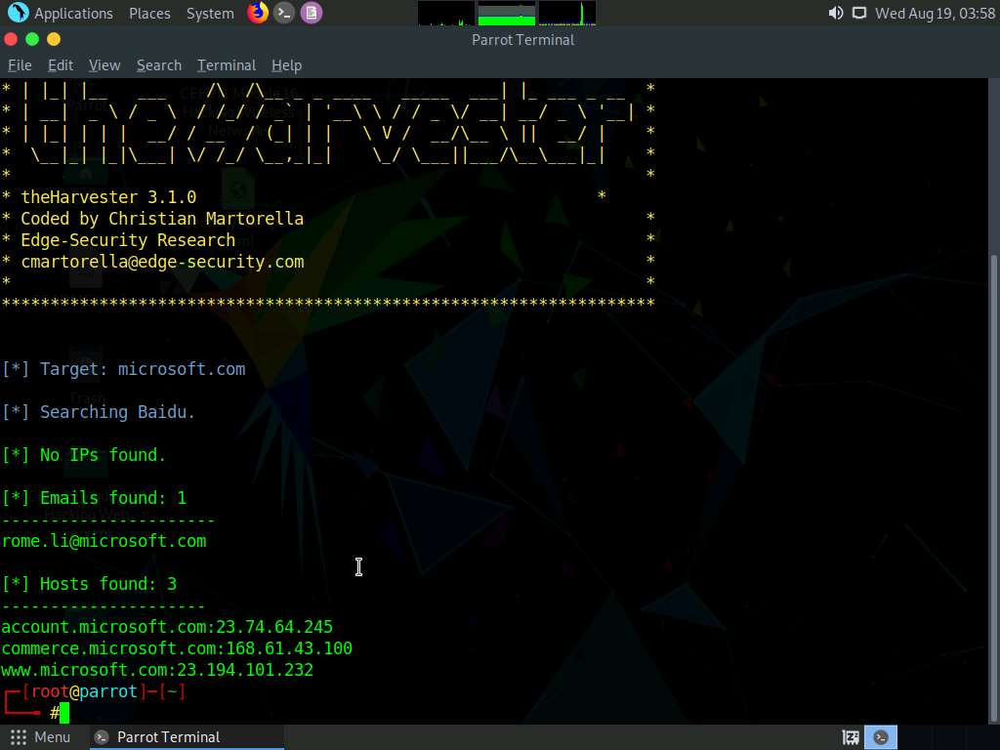 Applications Places System Wed Aug 19, 03:58
Parrot Terminal
File Edit View Search Terminal Help
* | |_| |__   ___    /\  /\__ _ _ ____   _____  ___| |_ ___ _ __  *
* | __|  _ \ / _ \  / /_/ / _` | '__\ \ / / _ \/ __| __/ _ \ '__| *
* | |_| | | |  __/ / __  / (_| | |   \ V /  __/\__ \ ||  __/ |    *
*  \__|_| |_|\___| \/ /_/ \__,_|_|    \_/ \___||___/\__\___|_|    *
* *
* theHarvester 3.1.0 *
* Coded by Christian Martorella *
* Edge-Security Research *
* cmartorella@edge-security.com *
* *
*******************************************************************
[*] Target: microsoft.com
[*] Searching Baidu.
[*] No IPs found.
[*] Emails found: 1
----------------------
rome.li@microsoft.com
[*] Hosts found: 3
---------------------
account.microsoft.com:23.74.64.245
commerce.microsoft.com:168.61.43.100
www.microsoft.com:23.194.101.232
┌─[root@parrot]─[~]
└──╼ #
Menu Parrot Terminal